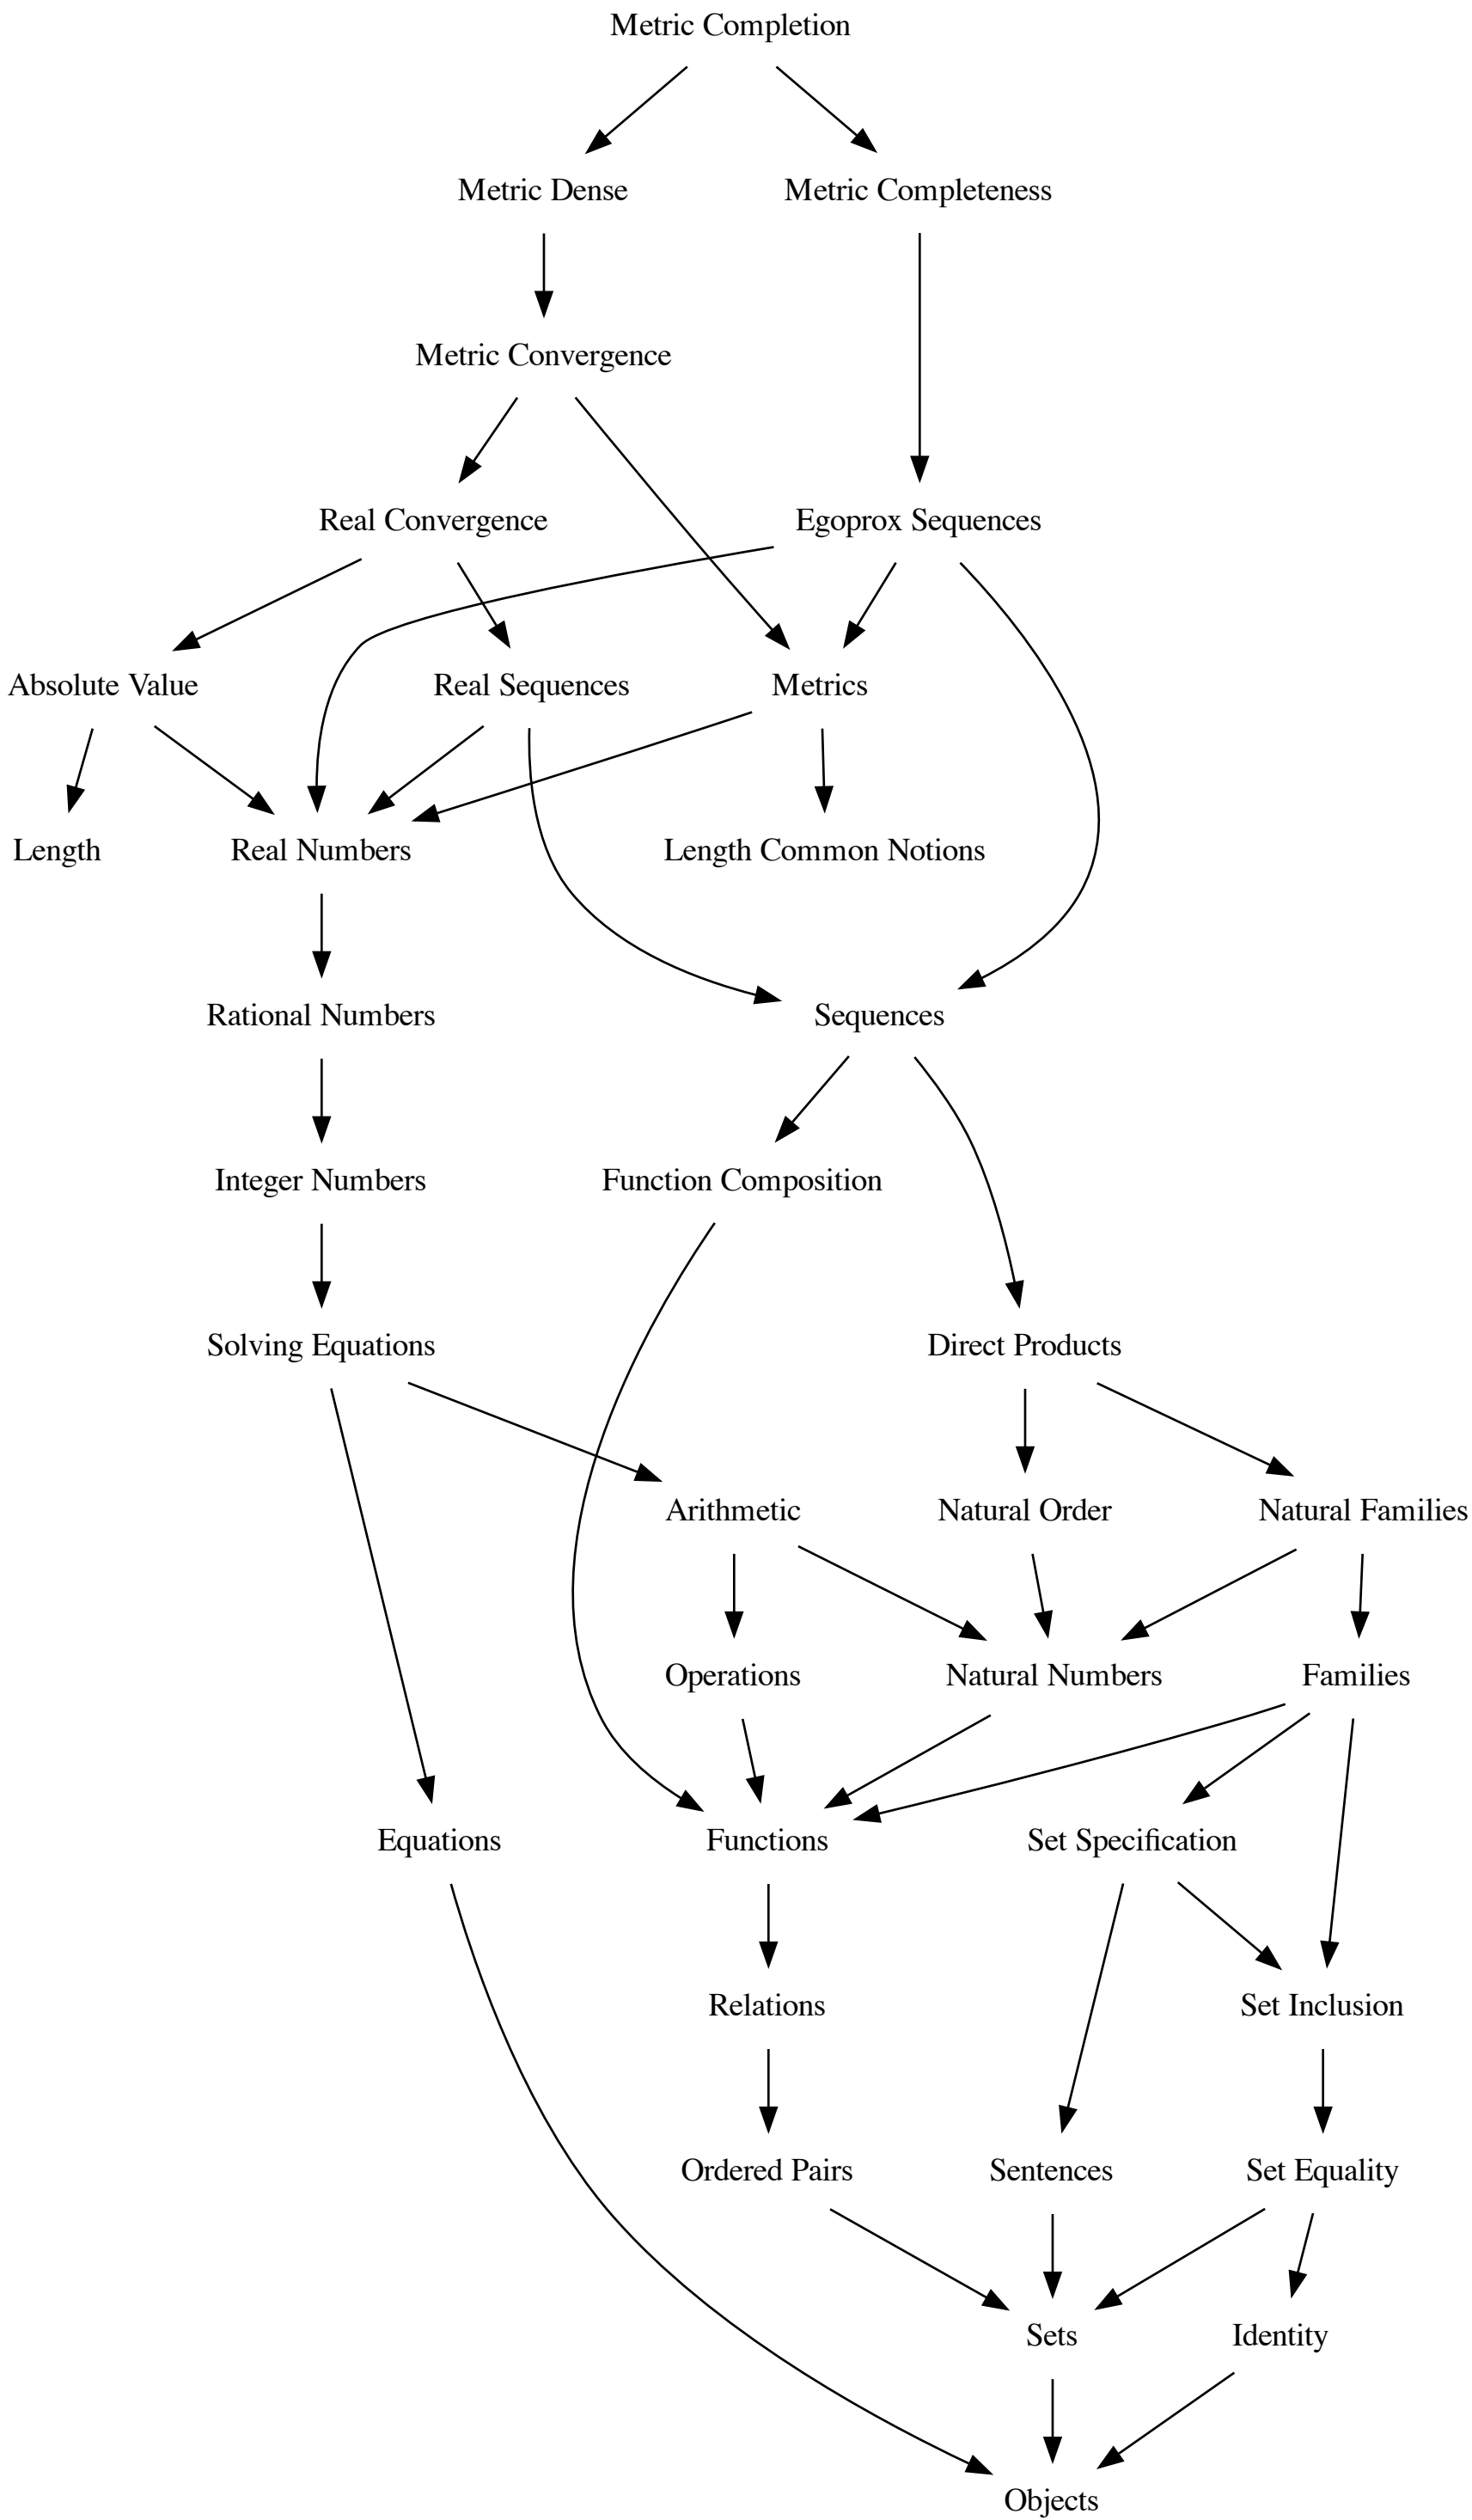 Metric Completion
Metric Dense
Metric Completeness
Metric Convergence
Real Convergence
Egoprox Sequences
Absolute Value
Real Sequences
Metrics
Length
Real Numbers
Length Common Notions
Rational Numbers
Sequences
Integer Numbers
Function Composition
Solving Equations
Direct Products
Arithmetic
Natural Order
Natural Families
Operations
Natural Numbers
Families
Equations
Functions
Set Specification
Relations
Set Inclusion
Ordered Pairs
Sentences
Set Equality
Sets
Identity
Objects